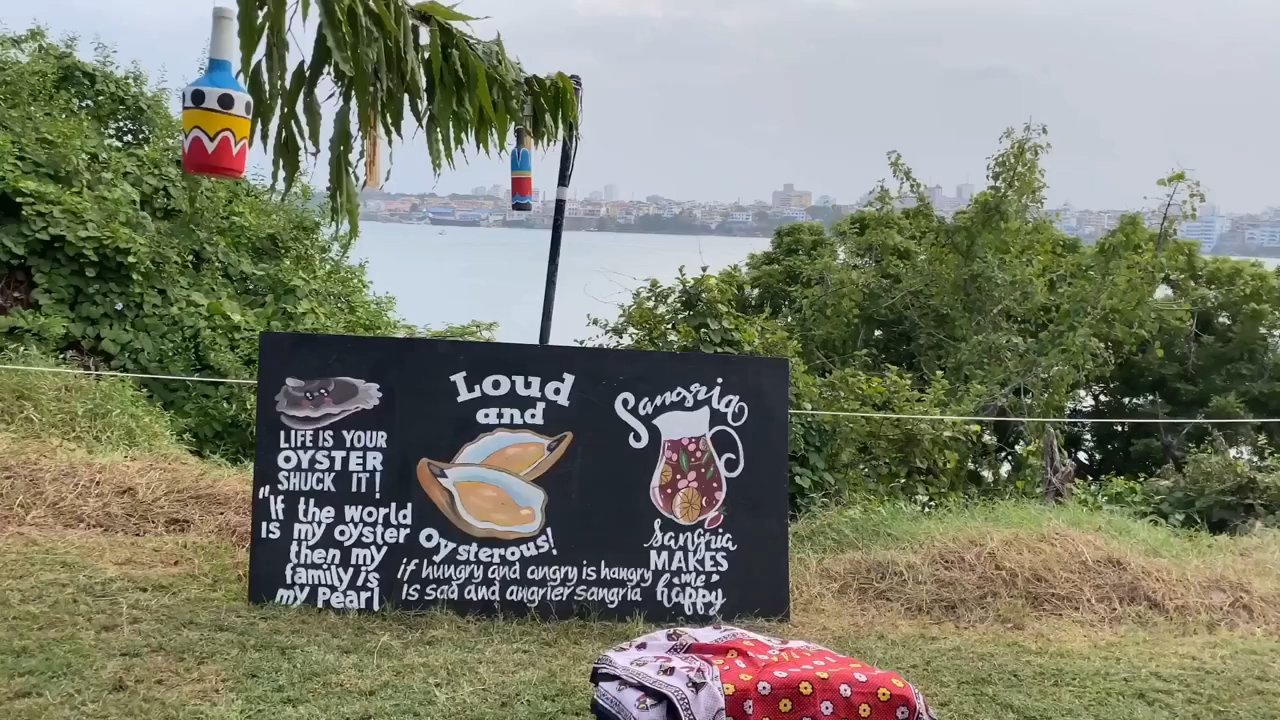 LIFE IS YOUR
OYSTER
SHUCK IT!
"If the world
is my oyster
then my
family is
my Pearl
Loud
and
Oysterous!
if hungry and angry is hangry
is sad and angrier sangria
Sangria
Sangria
MAKES
me
happy